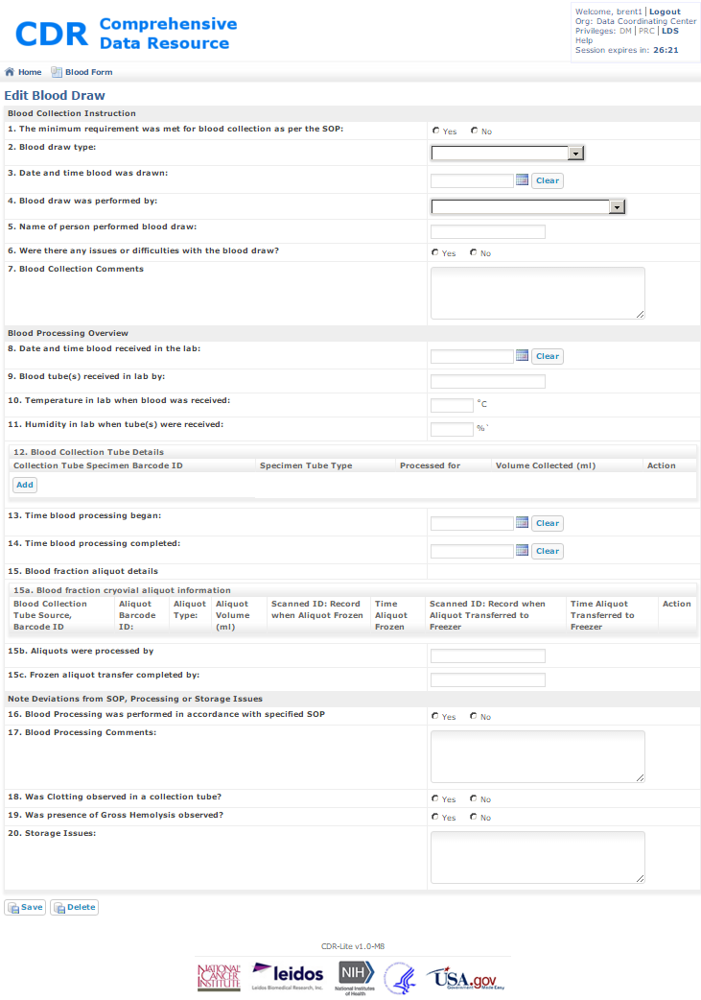 CDR Comprehensive
Data Resource
Welcome, brent1 | Logout
Org: Data Coordinating Center
Privileges: DM | PRC | LDS
Help
Session expires in: 26:21
Home Blood Form
Edit Blood Draw
Blood Collection Instruction
1. The minimum requirement was met for blood collection as per the SOP: Yes No
2. Blood draw type:
3. Date and time blood was drawn: Clear
4. Blood draw was performed by:
5. Name of person performed blood draw:
6. Were there any issues or difficulties with the blood draw? Yes No
7. Blood Collection Comments
Blood Processing Overview
8. Date and time blood received in the lab: Clear
9. Blood tube(s) received in lab by:
10. Temperature in lab when blood was received: °C
11. Humidity in lab when tube(s) were received: %
12. Blood Collection Tube Details
Collection Tube Specimen Barcode ID Specimen Tube Type Processed for Volume Collected (ml) Action
Add
13. Time blood processing began: Clear
14. Time blood processing completed: Clear
15. Blood fraction aliquot details
15a. Blood fraction cryovial aliquot information
Blood Collection Aliquot Aliquot Aliquot Scanned ID: Record Time Scanned ID: Record when Time Aliquot Action
Tube Source, Barcode Type: Volume when Aliquot Frozen Aliquot Aliquot Transferred to Transferred to
Barcode ID ID: (ml) Frozen Freezer Freezer
15b. Aliquots were processed by
15c. Frozen aliquot transfer completed by:
Note Deviations from SOP, Processing or Storage Issues
16. Blood Processing was performed in accordance with specified SOP Yes No
17. Blood Processing Comments:
18. Was Clotting observed in a collection tube? Yes No
19. Was presence of Gross Hemolysis observed? Yes No
20. Storage Issues:
Save Delete
CDR-Lite v1.0-M8
NATIONAL
CANCER
INSTITUTE
leidos
Leidos Biomedical Research, Inc.
NIH
National Institutes
of Health
USA.gov
Government Made Easy